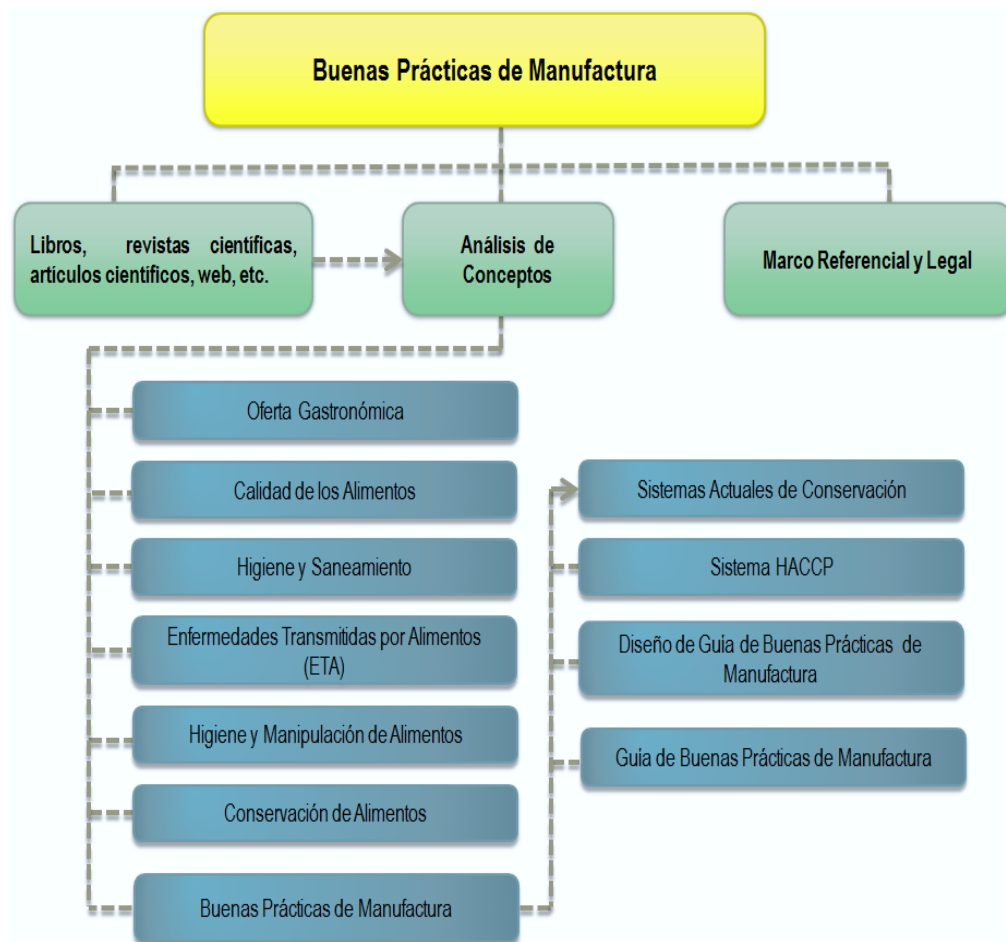 Buenas Prácticas de Manufactura
Libros, revistas científicas,
artículos científicos, web, etc.
Análisis de
Conceptos
Marco Referencial y Legal
Oferta Gastronómica
Calidad de los Alimentos
Higiene y Saneamiento
Enfermedades Transmitidas por Alimentos
(ETA)
Higiene y Manipulación de Alimentos
Conservación de Alimentos
Buenas Prácticas de Manufactura
Sistemas Actuales de Conservación
Sistema HACCP
Diseño de Guía de Buenas Prácticas de
Manufactura
Guía de Buenas Prácticas de Manufactura